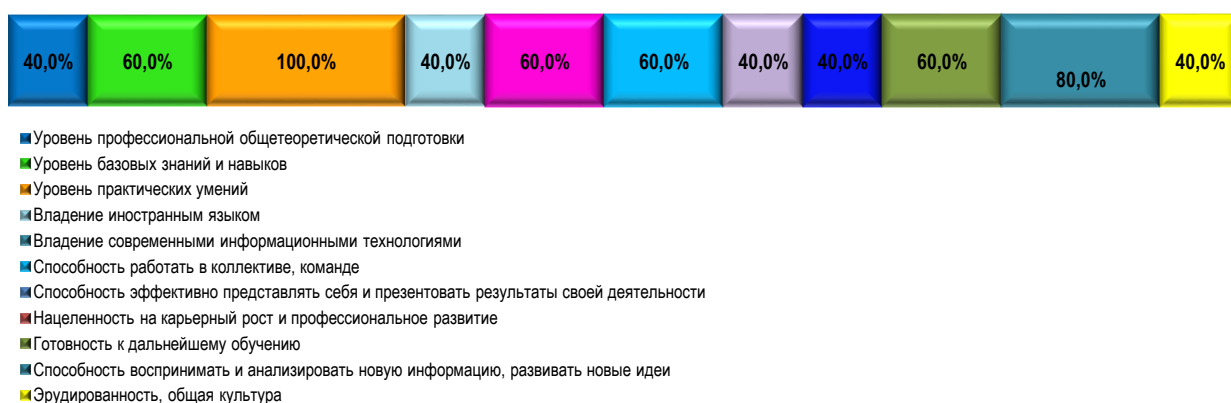 40,0% 60,0% 100,0% 40,0% 60,0% 60,0% 40,0% 40,0% 60,0% 80,0% 40,0%
Уровень профессиональной общетеоретической подготовки
Уровень базовых знаний и навыков
Уровень практических умений
Владение иностранным языком
Владение современными информационными технологиями
Способность работать в коллективе, команде
Способность эффективно представлять себя и презентовать результаты своей деятельности
Нацеленность на карьерный рост и профессиональное развитие
Готовность к дальнейшему обучению
Способность воспринимать и анализировать новую информацию, развивать новые идеи
Эрудированность, общая культура